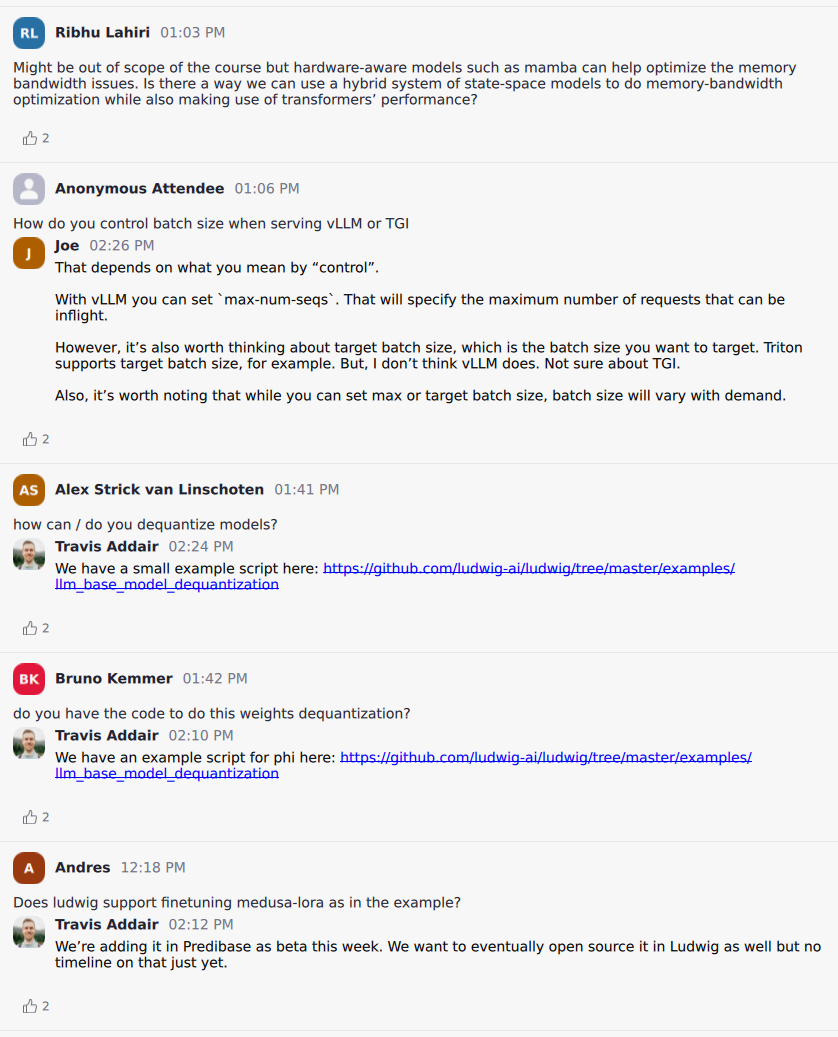 RL Ribhu Lahiri 01:03 PM
Might be out of scope of the course but hardware-aware models such as mamba can help optimize the memory
bandwidth issues. Is there a way we can use a hybrid system of state-space models to do memory-bandwidth
optimization while also making use of transformers’ performance?
2
Anonymous Attendee 01:06 PM
How do you control batch size when serving vLLM or TGI
J Joe 02:26 PM
That depends on what you mean by “control”.
With vLLM you can set `max-num-seqs`. That will specify the maximum number of requests that can be
inflight.
However, it’s also worth thinking about target batch size, which is the batch size you want to target. Triton
supports target batch size, for example. But, I don’t think vLLM does. Not sure about TGI.
Also, it’s worth noting that while you can set max or target batch size, batch size will vary with demand.
2
AS Alex Strick van Linschoten 01:41 PM
how can / do you dequantize models?
Travis Addair 02:24 PM
We have a small example script here: https://github.com/ludwig-ai/ludwig/tree/master/examples/
llm_base_model_dequantization
2
BK Bruno Kemmer 01:42 PM
do you have the code to do this weights dequantization?
Travis Addair 02:10 PM
We have an example script for phi here: https://github.com/ludwig-ai/ludwig/tree/master/examples/
llm_base_model_dequantization
2
A Andres 12:18 PM
Does ludwig support finetuning medusa-lora as in the example?
Travis Addair 02:12 PM
We’re adding it in Predibase as beta this week. We want to eventually open source it in Ludwig as well but no
timeline on that just yet.
2